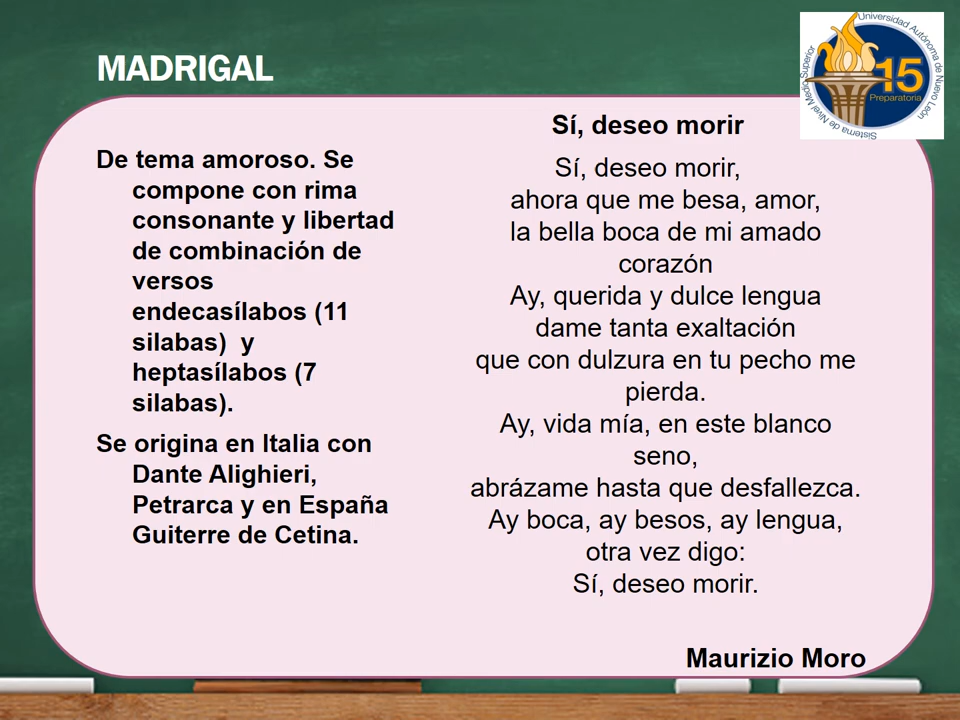 MADRIGAL
Universidad Autónoma de Nuevo León
15
Preparatoria
Sistema de Nivel Medio Superior
De tema amoroso. Se
compone con rima
consonante y libertad
de combinación de
versos
endecasílabos (11
silabas) y
heptasílabos (7
silabas).
Se origina en Italia con
Dante Alighieri,
Petrarca y en España
Guiterre de Cetina.
Sí, deseo morir
Sí, deseo morir,
ahora que me besa, amor,
la bella boca de mi amado
corazón
Ay, querida y dulce lengua
dame tanta exaltación
que con dulzura en tu pecho me
pierda.
Ay, vida mía, en este blanco
seno,
abrázame hasta que desfallezca.
Ay boca, ay besos, ay lengua,
otra vez digo:
Sí, deseo morir.
Maurizio Moro